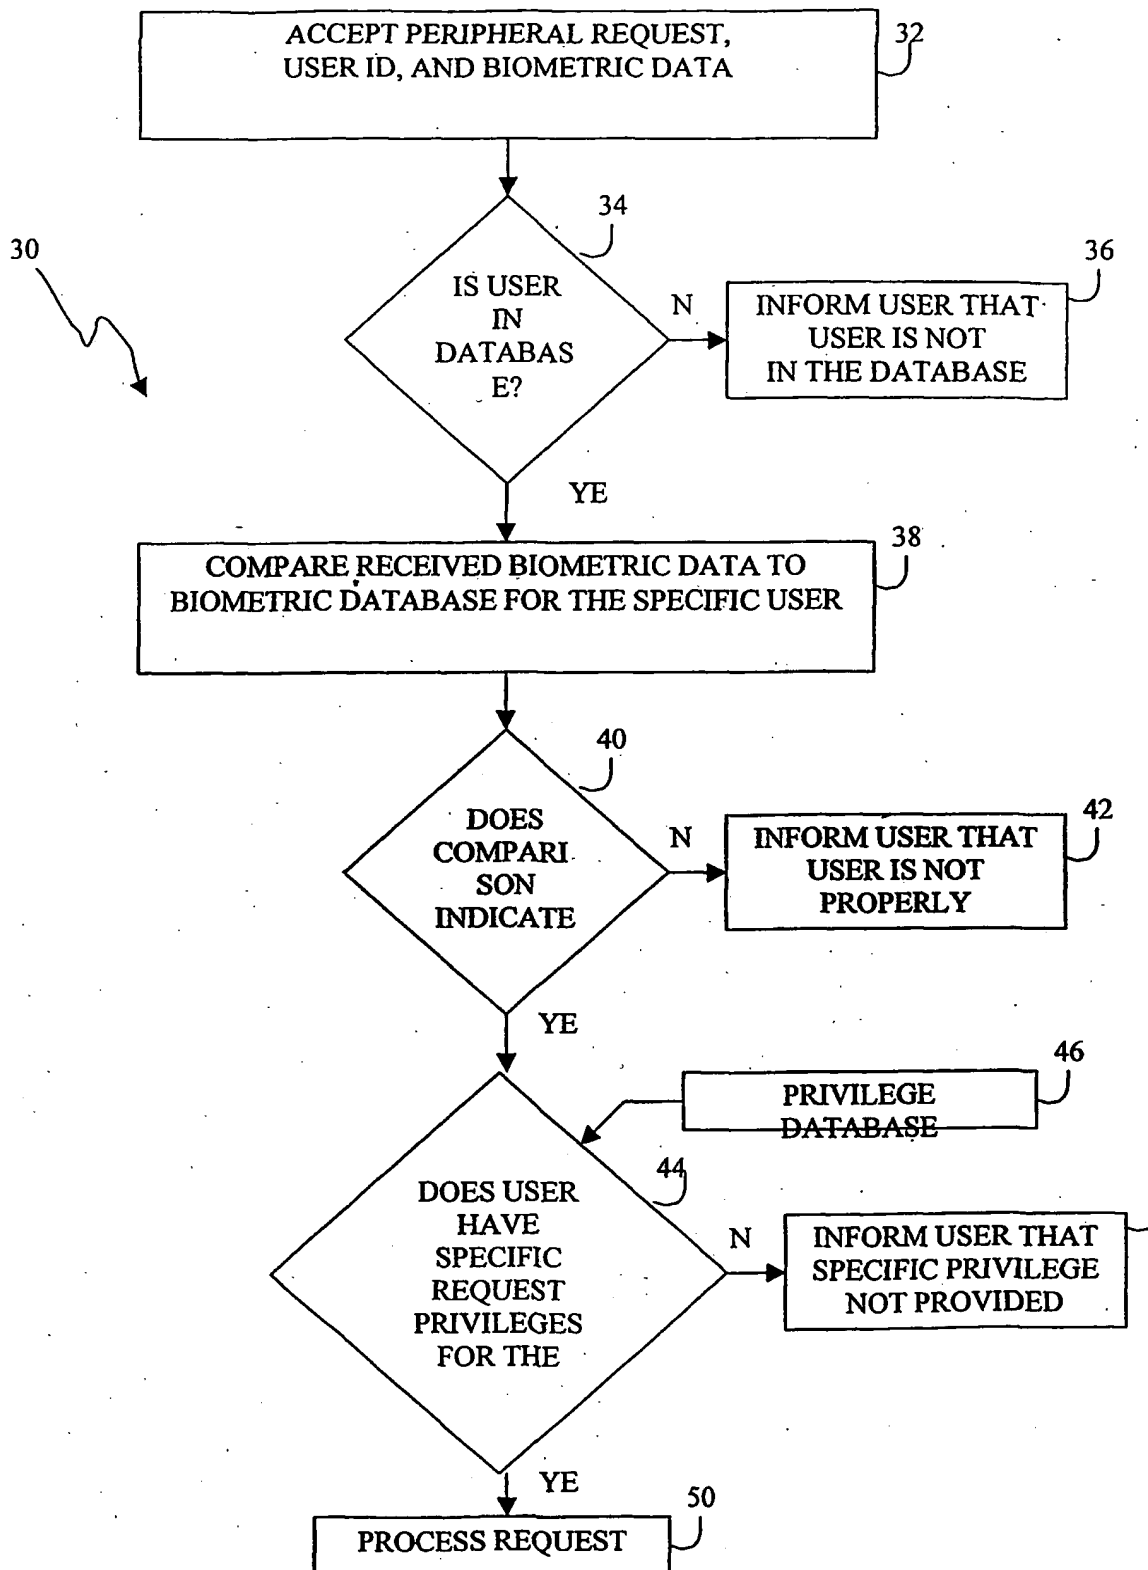 ACCEPT PERIPHERAL REQUEST,
USER ID, AND BIOMETRIC DATA
32
34
30
IS USER
IN
DATABAS
E?
N
36
INFORM USER THAT
USER IS NOT
IN THE DATABASE
YE
38
COMPARE RECEIVED BIOMETRIC DATA TO
BIOMETRIC DATABASE FOR THE SPECIFIC USER
40
DOES
COMPARI
SON
INDICATE
N
42
INFORM USER THAT
USER IS NOT
PROPERLY
YE
46
PRIVILEGE
DATABASE
44
DOES USER
HAVE
SPECIFIC
REQUEST
PRIVILEGES
FOR THE
N
INFORM USER THAT
SPECIFIC PRIVILEGE
NOT PROVIDED
YE
50
PROCESS REQUEST